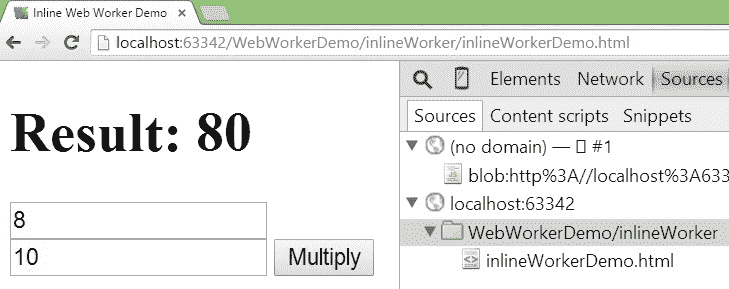 Inline Web Worker Demo
localhost:63342/WebWorkerDemo/inlineWorker/inlineWorkerDemo.html
Result: 80
8
10
Multiply
Elements Network Sources
Sources Content scripts Snippets
(no domain) — #1
blob:http%3A//localhost%3A633
localhost:63342
WebWorkerDemo/inlineWorker
inlineWorkerDemo.html